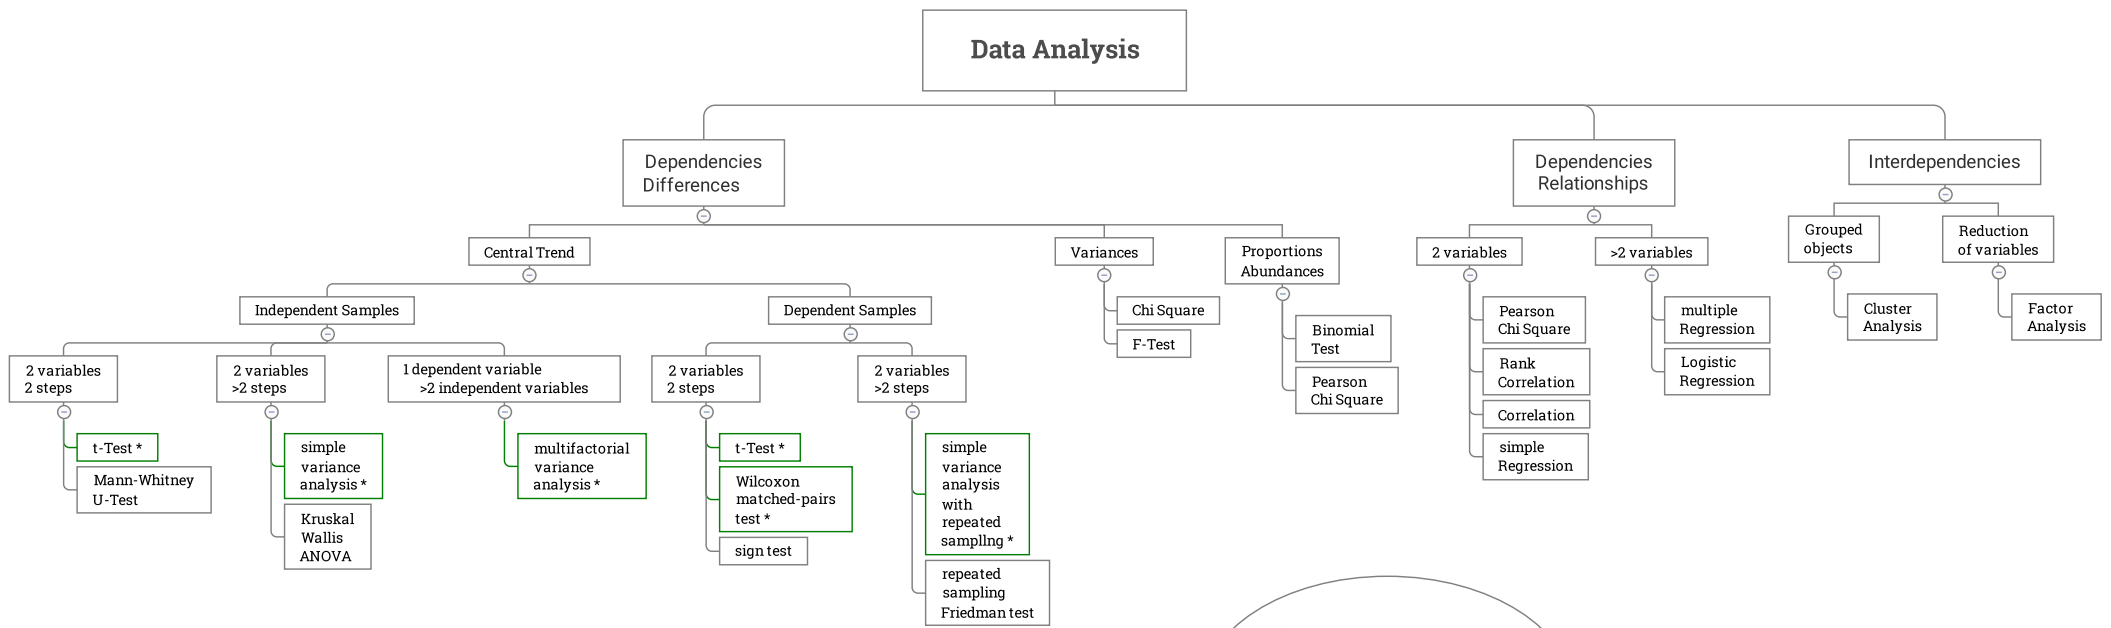 Data Analysis
Dependencies
Differences
Dependencies
Relationships
Interdependencies
Central Trend
Variances
Proportions
Abundances
2 variables
>2 variables
Grouped
objects
Reduction
of variables
Independent Samples
Dependent Samples
Chi Square
F-Test
Binomial
Test
Pearson
Chi Square
Pearson
Chi Square
Rank
Correlation
Correlation
simple
Regression
multiple
Regression
Logistic
Regression
Cluster
Analysis
Factor
Analysis
2 variables
2 steps
2 variables
>2 steps
1 dependent variable
>2 independent variables
2 variables
2 steps
2 variables
>2 steps
t-Test *
Mann-Whitney
U-Test
simple
variance
analysis *
Kruskal
Wallis
ANOVA
multifactorial
variance
analysis *
t-Test *
Wilcoxon
matched-pairs
test *
sign test
simple
variance
analysis
with
repeated
sampllng *
repeated
sampling
Friedman test